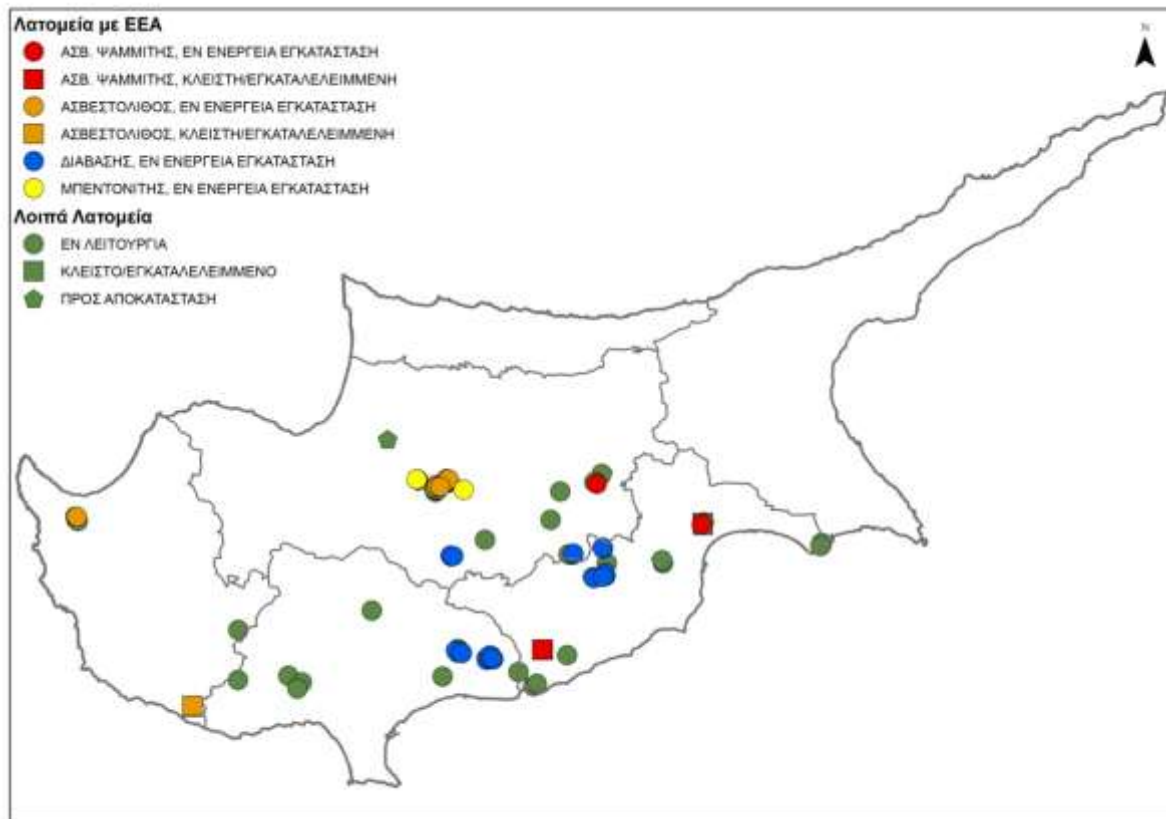 Λατομεία με ΕΕΑ
ΑΣΒ. ΨΑΜΜΙΤΗΣ, ΕΝ ΕΝΕΡΓΕΙΑ ΕΓΚΑΤΑΣΤΑΣΗ
ΑΣΒ. ΨΑΜΜΙΤΗΣ, ΚΛΕΙΣΤΗ/ΕΓΚΑΤΑΛΕΛΕΙΜΜΕΝΗ
ΑΣΒΕΣΤΟΛΙΘΟΣ, ΕΝ ΕΝΕΡΓΕΙΑ ΕΓΚΑΤΑΣΤΑΣΗ
ΑΣΒΕΣΤΟΛΙΘΟΣ, ΚΛΕΙΣΤΗ/ΕΓΚΑΤΑΛΕΛΕΙΜΜΕΝΗ
ΔΙΑΒΑΣΗΣ, ΕΝ ΕΝΕΡΓΕΙΑ ΕΓΚΑΤΑΣΤΑΣΗ
ΜΠΕΝΤΟΝΙΤΗΣ, ΕΝ ΕΝΕΡΓΕΙΑ ΕΓΚΑΤΑΣΤΑΣΗ
Λοιπά Λατομεία
ΕΝ ΛΕΙΤΟΥΡΓΙΑ
ΚΛΕΙΣΤΟ/ΕΓΚΑΤΑΛΕΛΕΙΜΜΕΝΟ
ΠΡΟΣ ΑΠΟΚΑΤΑΣΤΑΣΗ
N